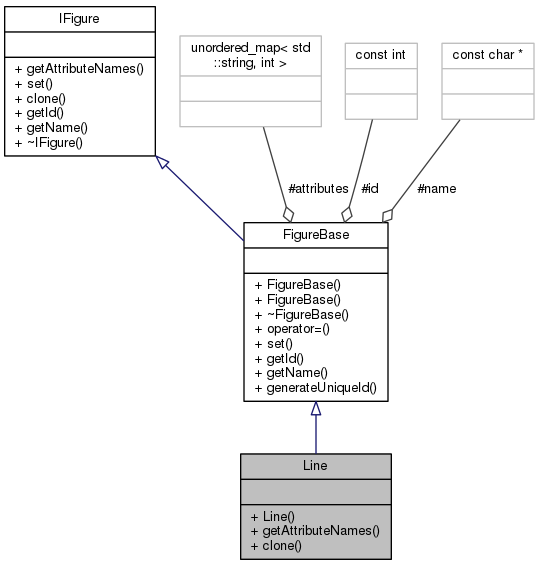 IFigure
+ getAttributeNames()
+ set()
+ clone()
+ getId()
+ getName()
+ ~IFigure()
unordered_map< std
::string, int >
const int
const char *
#attributes
#id
#name
FigureBase
+ FigureBase()
+ FigureBase()
+ ~FigureBase()
+ operator=()
+ set()
+ getId()
+ getName()
+ generateUniqueId()
Line
+ Line()
+ getAttributeNames()
+ clone()